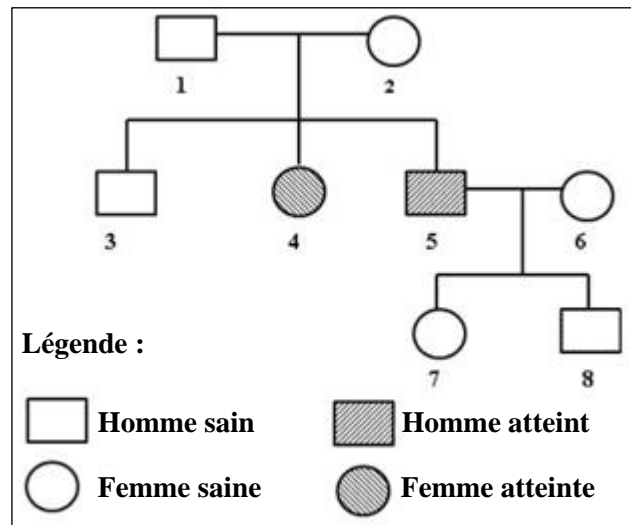 1 2
3 4 5 6
7 8
Légende :
Homme sain Homme atteint
Femme saine Femme atteinte